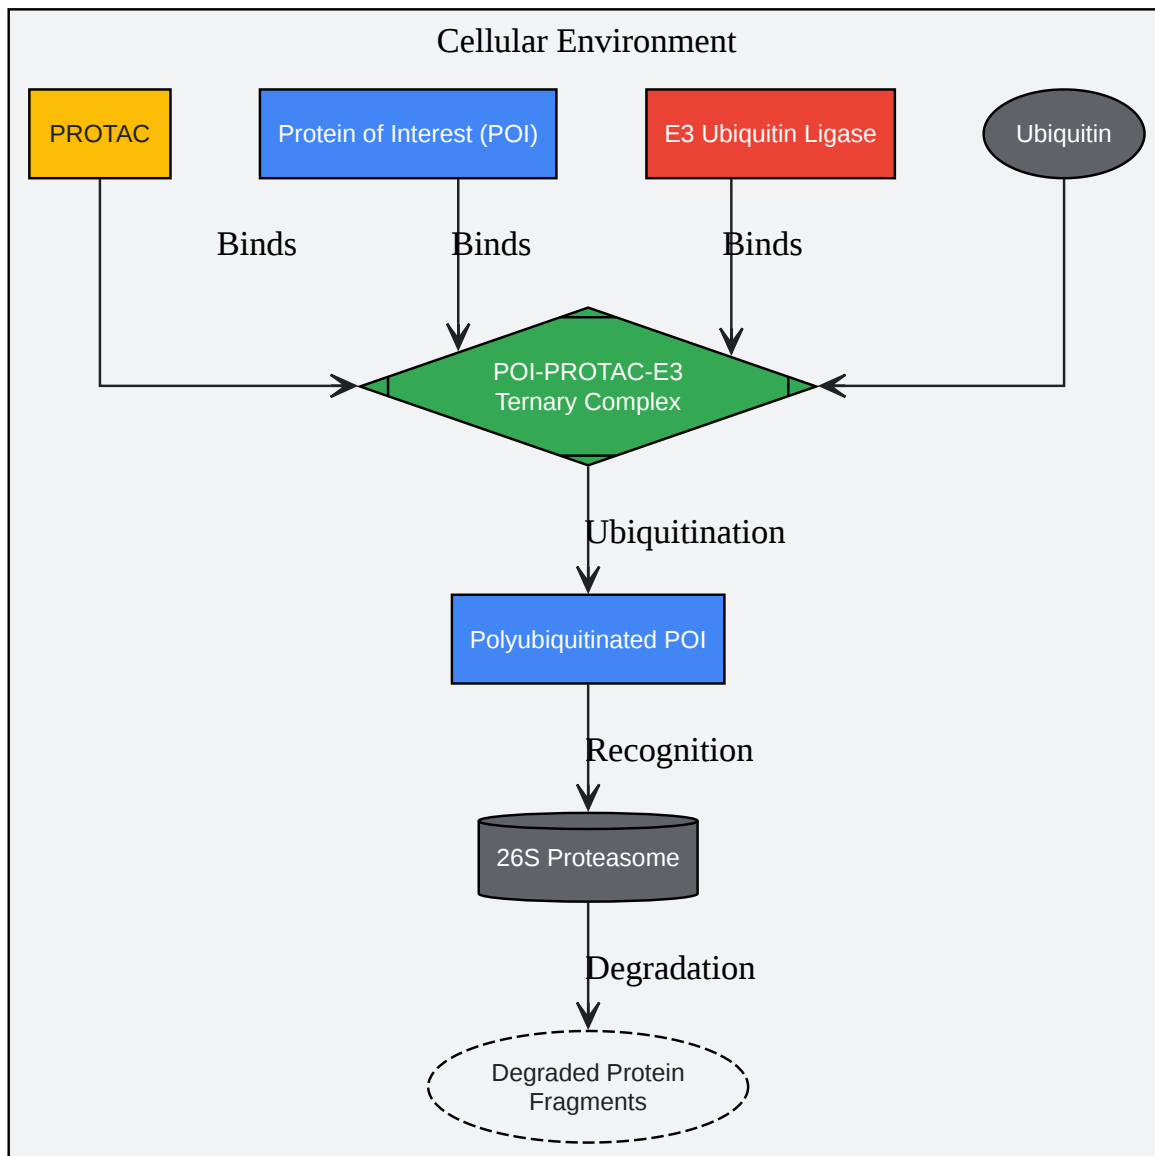 Cellular Environment
PROTAC
Protein of Interest (POI)
E3 Ubiquitin Ligase
Ubiquitin
Binds
Binds
Binds
POI-PROTAC-E3
Ternary Complex
Ubiquitination
Polyubiquitinated POI
Recognition
26S Proteasome
Degradation
Degraded Protein
Fragments